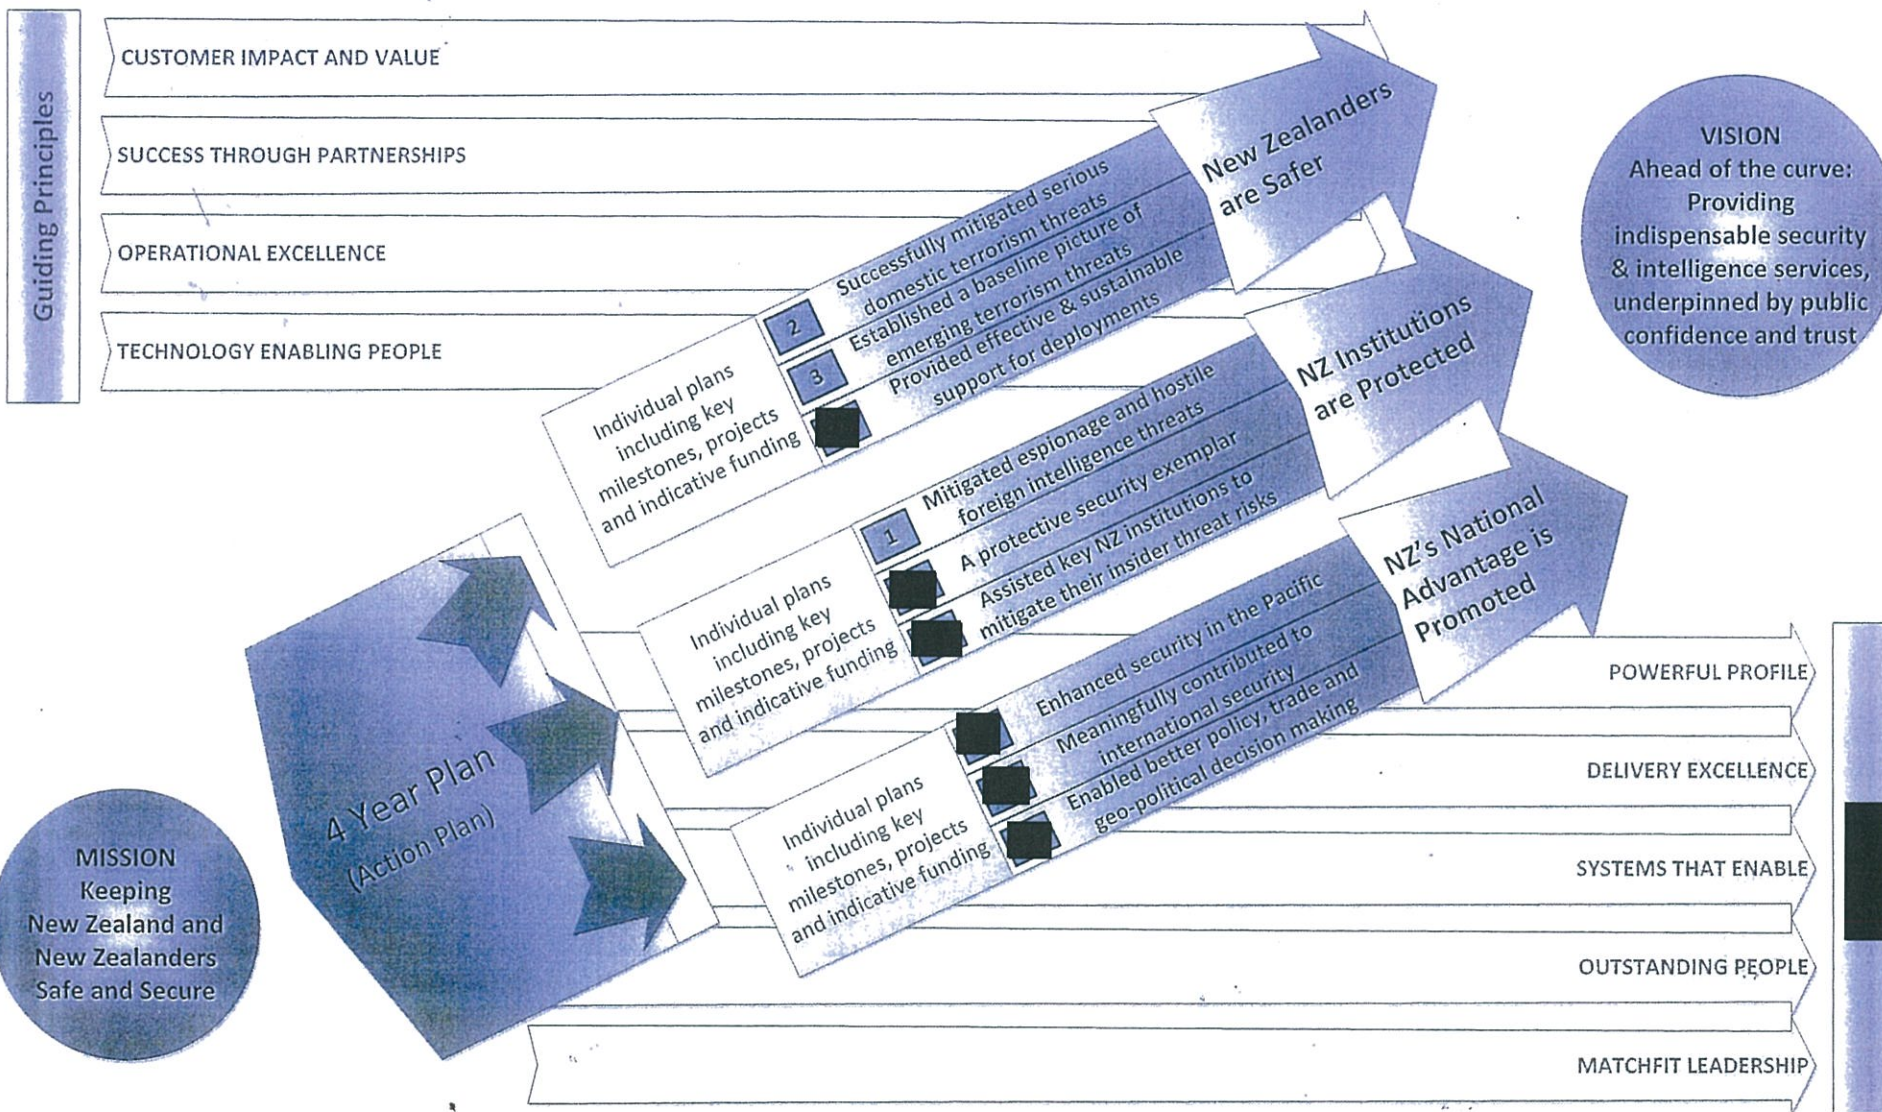 Guiding Principles
CUSTOMER IMPACT AND VALUE
SUCCESS THROUGH PARTNERSHIPS
OPERATIONAL EXCELLENCE
TECHNOLOGY ENABLING PEOPLE
VISION
Ahead of the curve:
Providing
indispensable security
& intelligence services,
underpinned by public
confidence and trust
New Zealanders
are Safer
2
Successfully mitigated serious
domestic terrorism threats
3
Established a baseline picture of
emerging terrorism threats
Provided effective & sustainable
support for deployments
Individual plans
including key
milestones, projects
and indicative funding
NZ Institutions
are Protected
1
Mitigated espionage and hostile
foreign intelligence threats
A protective security exemplar
Assisted key NZ institutions to
mitigate their insider threat risks
Individual plans
including key
milestones, projects
and indicative funding
NZ's National
Advantage is
Promoted
Enhanced security in the Pacific
Meaningfully contributed to
international security
Enabled better policy, trade and
geo-political decision making
Individual plans
including key
milestones, projects
and indicative funding
4 Year Plan
(Action Plan)
MISSION
Keeping
New Zealand and
New Zealanders
Safe and Secure
POWERFUL PROFILE
DELIVERY EXCELLENCE
SYSTEMS THAT ENABLE
OUTSTANDING PEOPLE
MATCHFIT LEADERSHIP